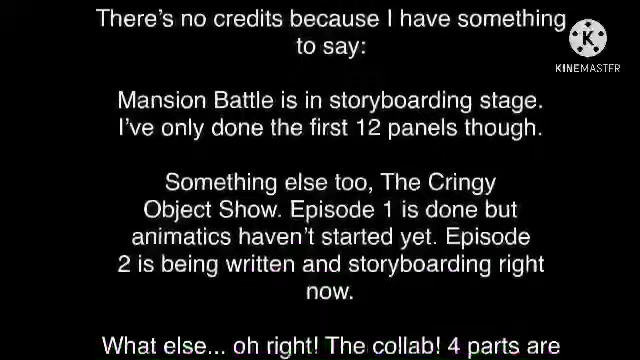 There's no credits because I have something
to say:
KINEMASTER
Mansion Battle is in storyboarding stage.
I've only done the first 12 panels though.
Something else too, The Cringy
Object Show. Episode 1 is done but
animatics haven't started yet. Episode
2 is being written and storyboarding right
now.
What else... oh right! The collab! 4 parts are